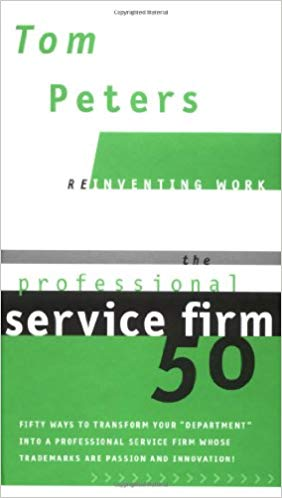 Tom
Peters
REINVENTING WORK
the
professional
service firm
50
FIFTY WAYS TO TRANSFORM YOUR "DEPARTMENT"
INTO A PROFESSIONAL SERVICE FIRM WHOSE
TRADEMARKS ARE PASSION AND INNOVATION!
>>>>>>>>>>>>